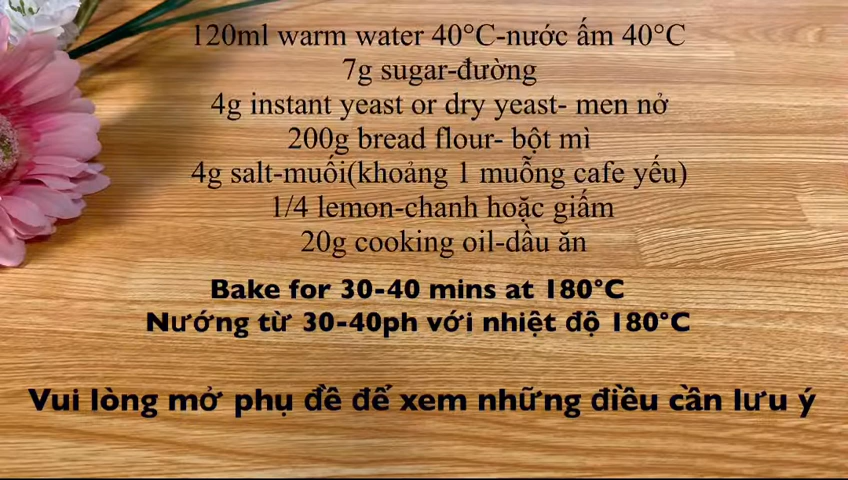 120ml warm water 40°C-nước ấm 40°C
7g sugar-đường
4g instant yeast or dry yeast- men nở
200g bread flour- bột mì
4g salt-muối(khoảng 1 muỗng cafe yếu)
1/4 lemon-chanh hoặc giấm
20g cooking oil-dầu ăn
Bake for 30-40 mins at 180°C
Nướng từ 30-40ph với nhiệt độ 180°C
Vui lòng mở phụ đề để xem những điều cần lưu ý